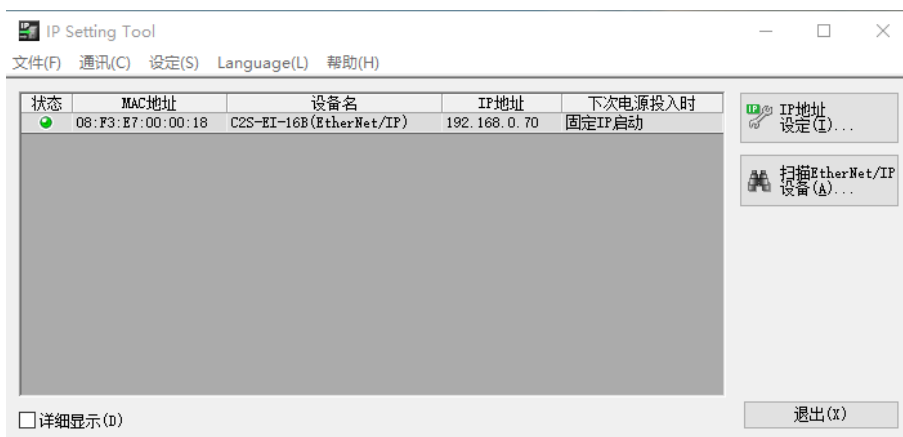 IP Setting Tool
文件(F) 通讯(C) 设定(S) Language(L) 帮助(H)
状态 MAC地址 设备名 IP地址 下次电源投入时
08:F3:E7:00:00:18 C2S-EI-16B(EtherNet/IP) 192.168.0.70 固定IP启动
IP地址
设定(I)...
扫描EtherNet/IP
设备(A)...
详细显示(D)
退出(X)